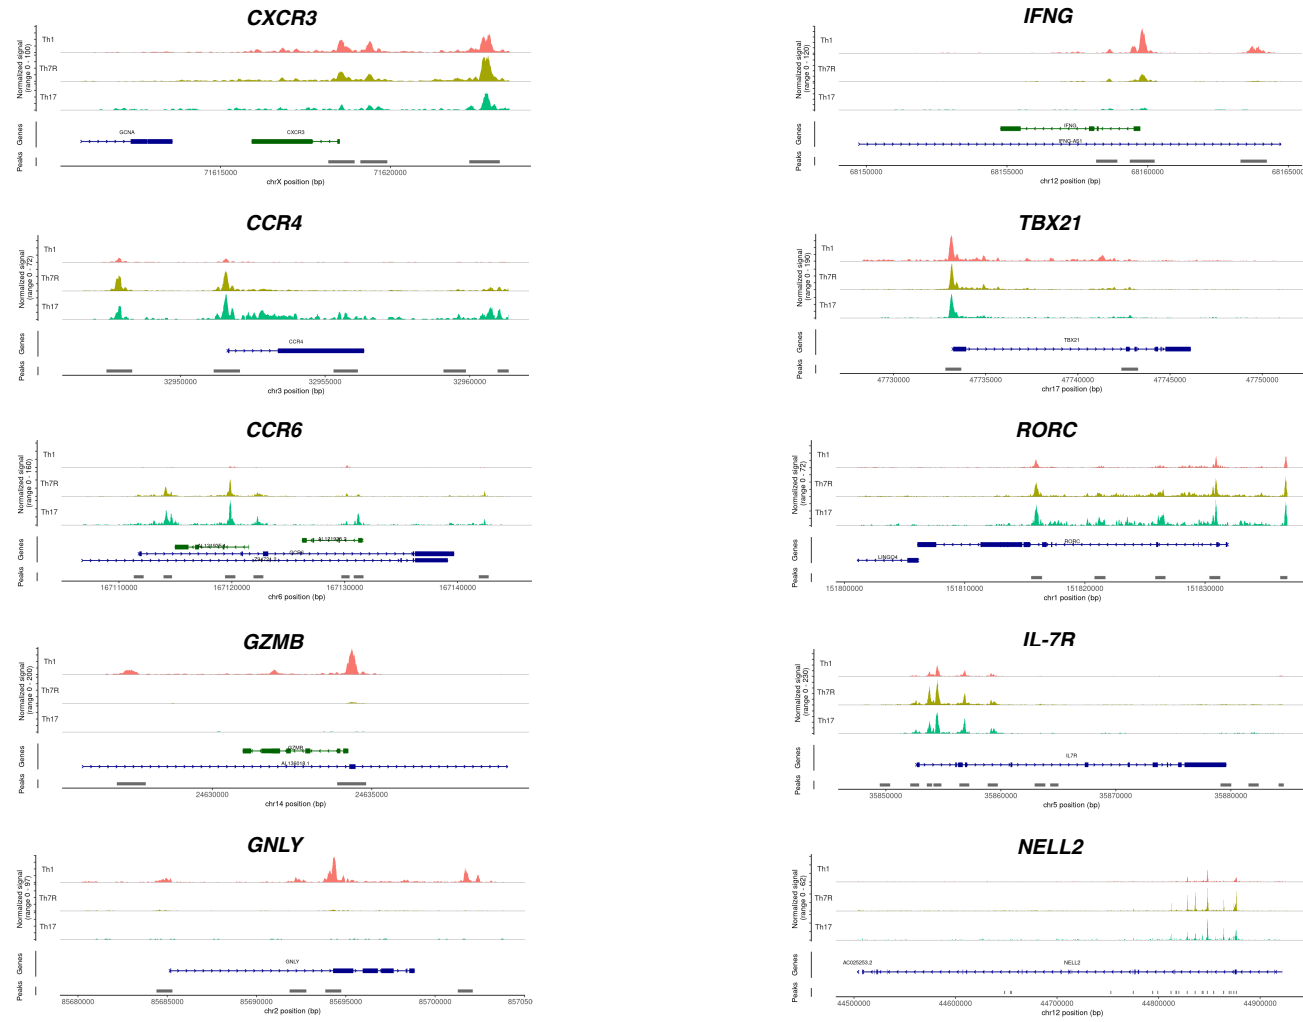 CXCR3
Normalized signal
(range 0 - 100)
Th1
Th7R
Th17
Genes
GCNA
CXCR3
Peaks
71615000
71620000
chrX position (bp)
IFNG
Normalized signal
(range 0 - 120)
Th1
Th7R
Th17
Genes
IFNG
IFNG-AS1
Peaks
68150000
68155000
68160000
68165000
chr12 position (bp)
CCR4
Normalized signal
(range 0 - 72)
Th1
Th7R
Th17
Genes
CCR4
Peaks
32950000
32955000
32960000
chr3 position (bp)
TBX21
Normalized signal
(range 0 - 190)
Th1
Th7R
Th17
Genes
TBX21
Peaks
47730000
47735000
47740000
47745000
47750000
chr17 position (bp)
CCR6
Normalized signal
(range 0 - 160)
Th1
Th7R
Th17
Genes
CCR6
Peaks
167110000
167120000
167130000
167140000
chr6 position (bp)
RORC
Normalized signal
(range 0 - 72)
Th1
Th7R
Th17
Genes
RORC
LINGO4
Peaks
151800000
151810000
151820000
151830000
chr1 position (bp)
GZMB
Normalized signal
(range 0 - 200)
Th1
Th7R
Th17
Genes
GZMB
AL136018.1
Peaks
24630000
24635000
chr14 position (bp)
IL-7R
Normalized signal
(range 0 - 230)
Th1
Th7R
Th17
Genes
IL7R
Peaks
35850000
35860000
35870000
35880000
chr5 position (bp)
GNLY
Normalized signal
(range 0 - 97)
Th1
Th7R
Th17
Genes
GNLY
Peaks
85680000
85685000
85690000
85695000
85700000
857050
chr2 position (bp)
NELL2
Normalized signal
(range 0 - 62)
Th1
Th7R
Th17
Genes
AC025253.2
NELL2
Peaks
44500000
44600000
44700000
44800000
44900000
chr12 position (bp)